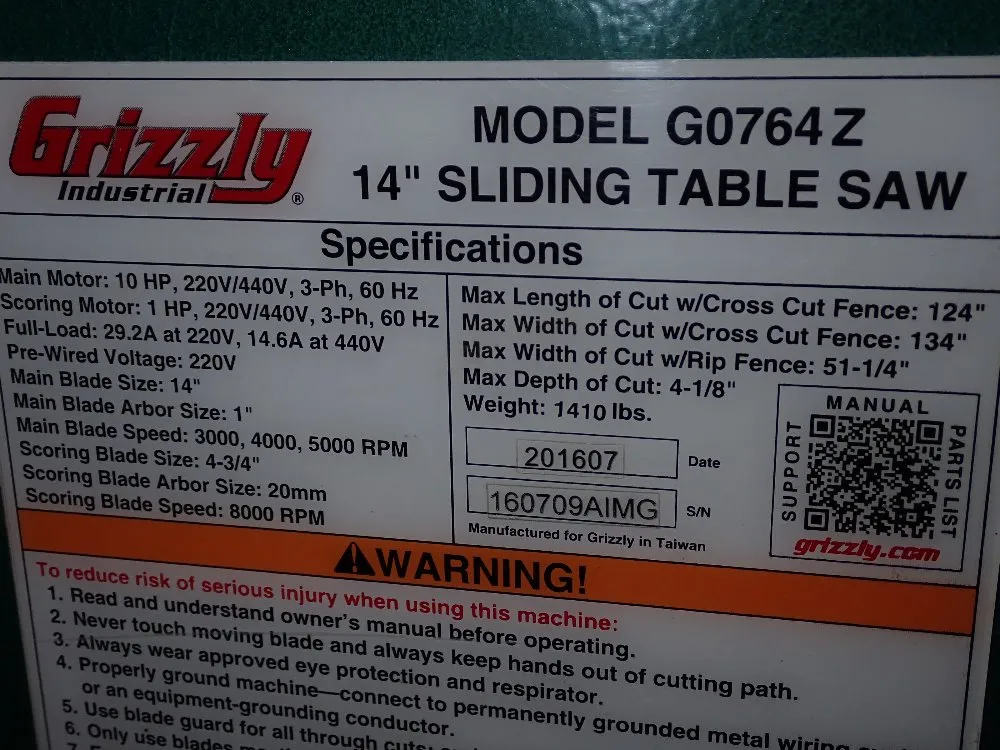 Grizzly
Industrial®
MODEL G0764Z
14" SLIDING TABLE SAW
Specifications
Main Motor: 10 HP, 220V/440V, 3-Ph, 60 Hz
Scoring Motor: 1 HP, 220V/440V, 3-Ph, 60 Hz
Full-Load: 29.2A at 220V, 14.6A at 440V
Pre-Wired Voltage: 220V
Main Blade Size: 14"
Main Blade Arbor Size: 1"
Main Blade Speed: 3000, 4000, 5000 RPM
Scoring Blade Size: 4-3/4"
Scoring Blade Arbor Size: 20mm
Scoring Blade Speed: 8000 RPM
Max Length of Cut w/Cross Cut Fence: 124"
Max Width of Cut w/Cross Cut Fence: 134"
Max Width of Cut w/Rip Fence: 51-1/4"
Max Depth of Cut: 4-1/8"
Weight: 1410 lbs.
201607 Date
160709AIMG S/N
Manufactured for Grizzly in Taiwan
MANUAL
SUPPORT
PARTS LIST
grizzly.com
WARNING!
To reduce risk of serious injury when using this machine:
1. Read and understand owner's manual before operating.
2. Never touch moving blade and always keep hands out of cutting path.
3. Always wear approved eye protection and respirator.
4. Properly ground machine—connect to permanently grounded metal wiring
or an equipment-grounding conductor.
5. Use blade guard for all through cuts
6. Only use blades
7.